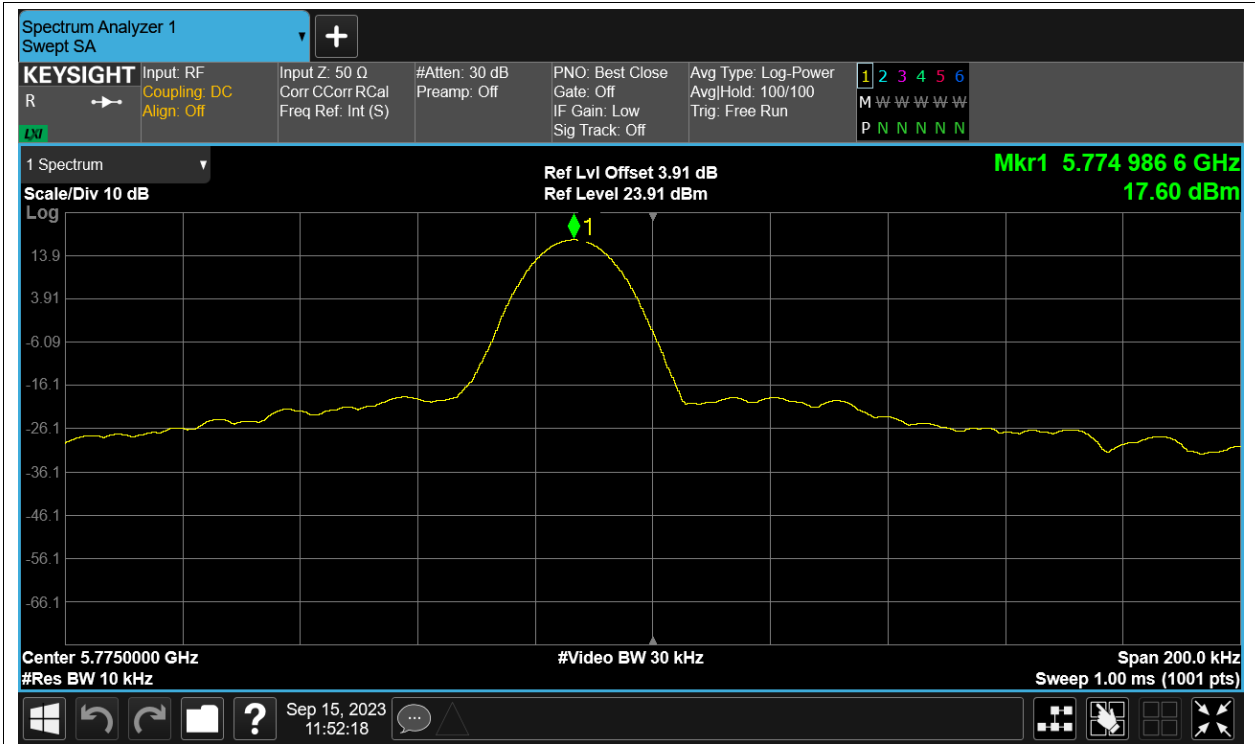 Spectrum Analyzer 1
Swept SA
KEYSIGHT
R
LXI
Input: RF
Coupling: DC
Align: Off
Input Z: 50 Ω
Corr CCorr RCal
Freq Ref: Int (S)
#Atten: 30 dB
Preamp: Off
PNO: Best Close
Gate: Off
IF Gain: Low
Sig Track: Off
Avg Type: Log-Power
Avg|Hold: 100/100
Trig: Free Run
1 2 3 4 5 6
M W W W W W
P N N N N N
1 Spectrum
Scale/Div 10 dB
Log
Ref Lvl Offset 3.91 dB
Ref Level 23.91 dBm
Mkr1 5.774 986 6 GHz
17.60 dBm
1
13.9
3.91
-6.09
-16.1
-26.1
-36.1
-46.1
-56.1
-66.1
Center 5.7750000 GHz
#Res BW 10 kHz
#Video BW 30 kHz
Span 200.0 kHz
Sweep 1.00 ms (1001 pts)
?
Sep 15, 2023
11:52:18